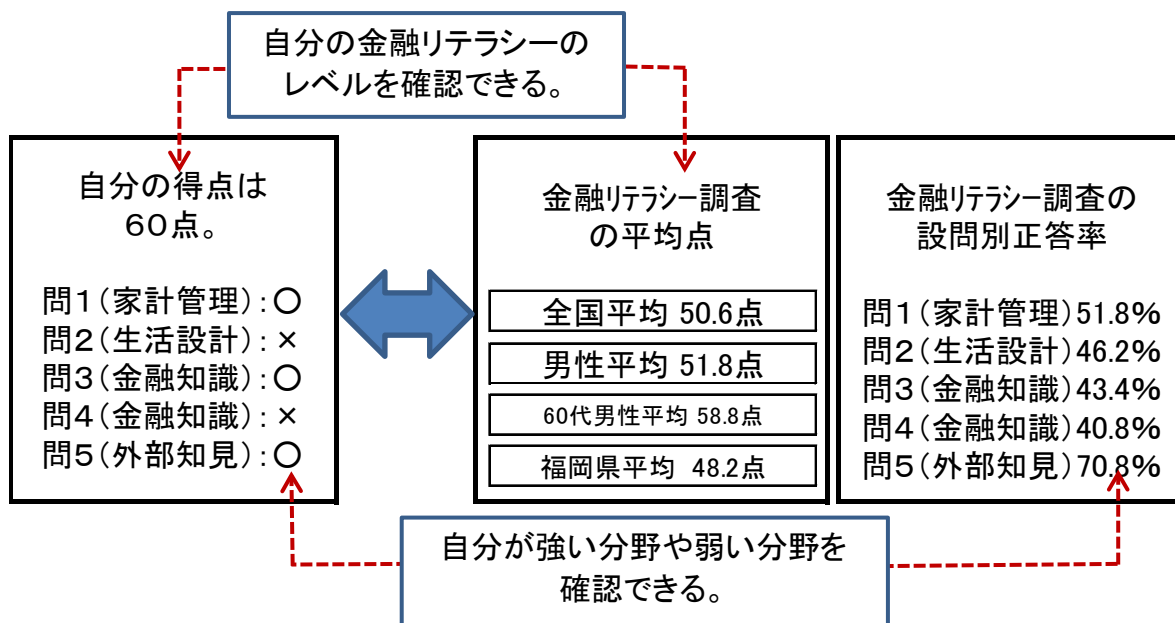 自分の金融リテラシーの
レベルを確認できる。
自分の得点は
60点。
問1(家計管理):〇
問2(生活設計):×
問3(金融知識):〇
問4(金融知識):×
問5(外部知見):〇
金融ﾘﾃﾗｼｰ調査
の平均点
全国平均 50.6点
男性平均 51.8点
60代男性平均 58.8点
福岡県平均 48.2点
金融ﾘﾃﾗｼｰ調査の
設問別正答率
問1(家計管理)51.8%
問2(生活設計)46.2%
問3(金融知識)43.4%
問4(金融知識)40.8%
問5(外部知見)70.8%
自分が強い分野や弱い分野を
確認できる。